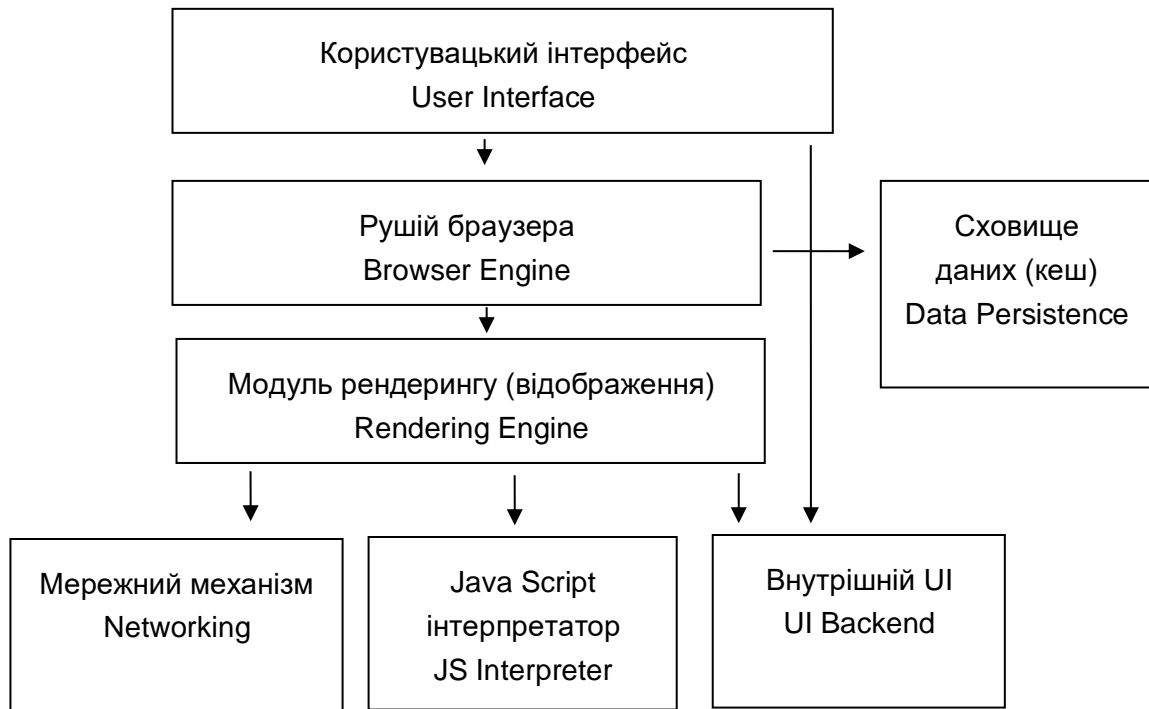 Користувацький інтерфейс
User Interface
Рушій браузера
Browser Engine
Сховище
даних (кеш)
Data Persistence
Модуль рендерингу (відображення)
Rendering Engine
Мережний механізм
Networking
Java Script
інтерпретатор
JS Interpreter
Внутрішній UI
UI Backend